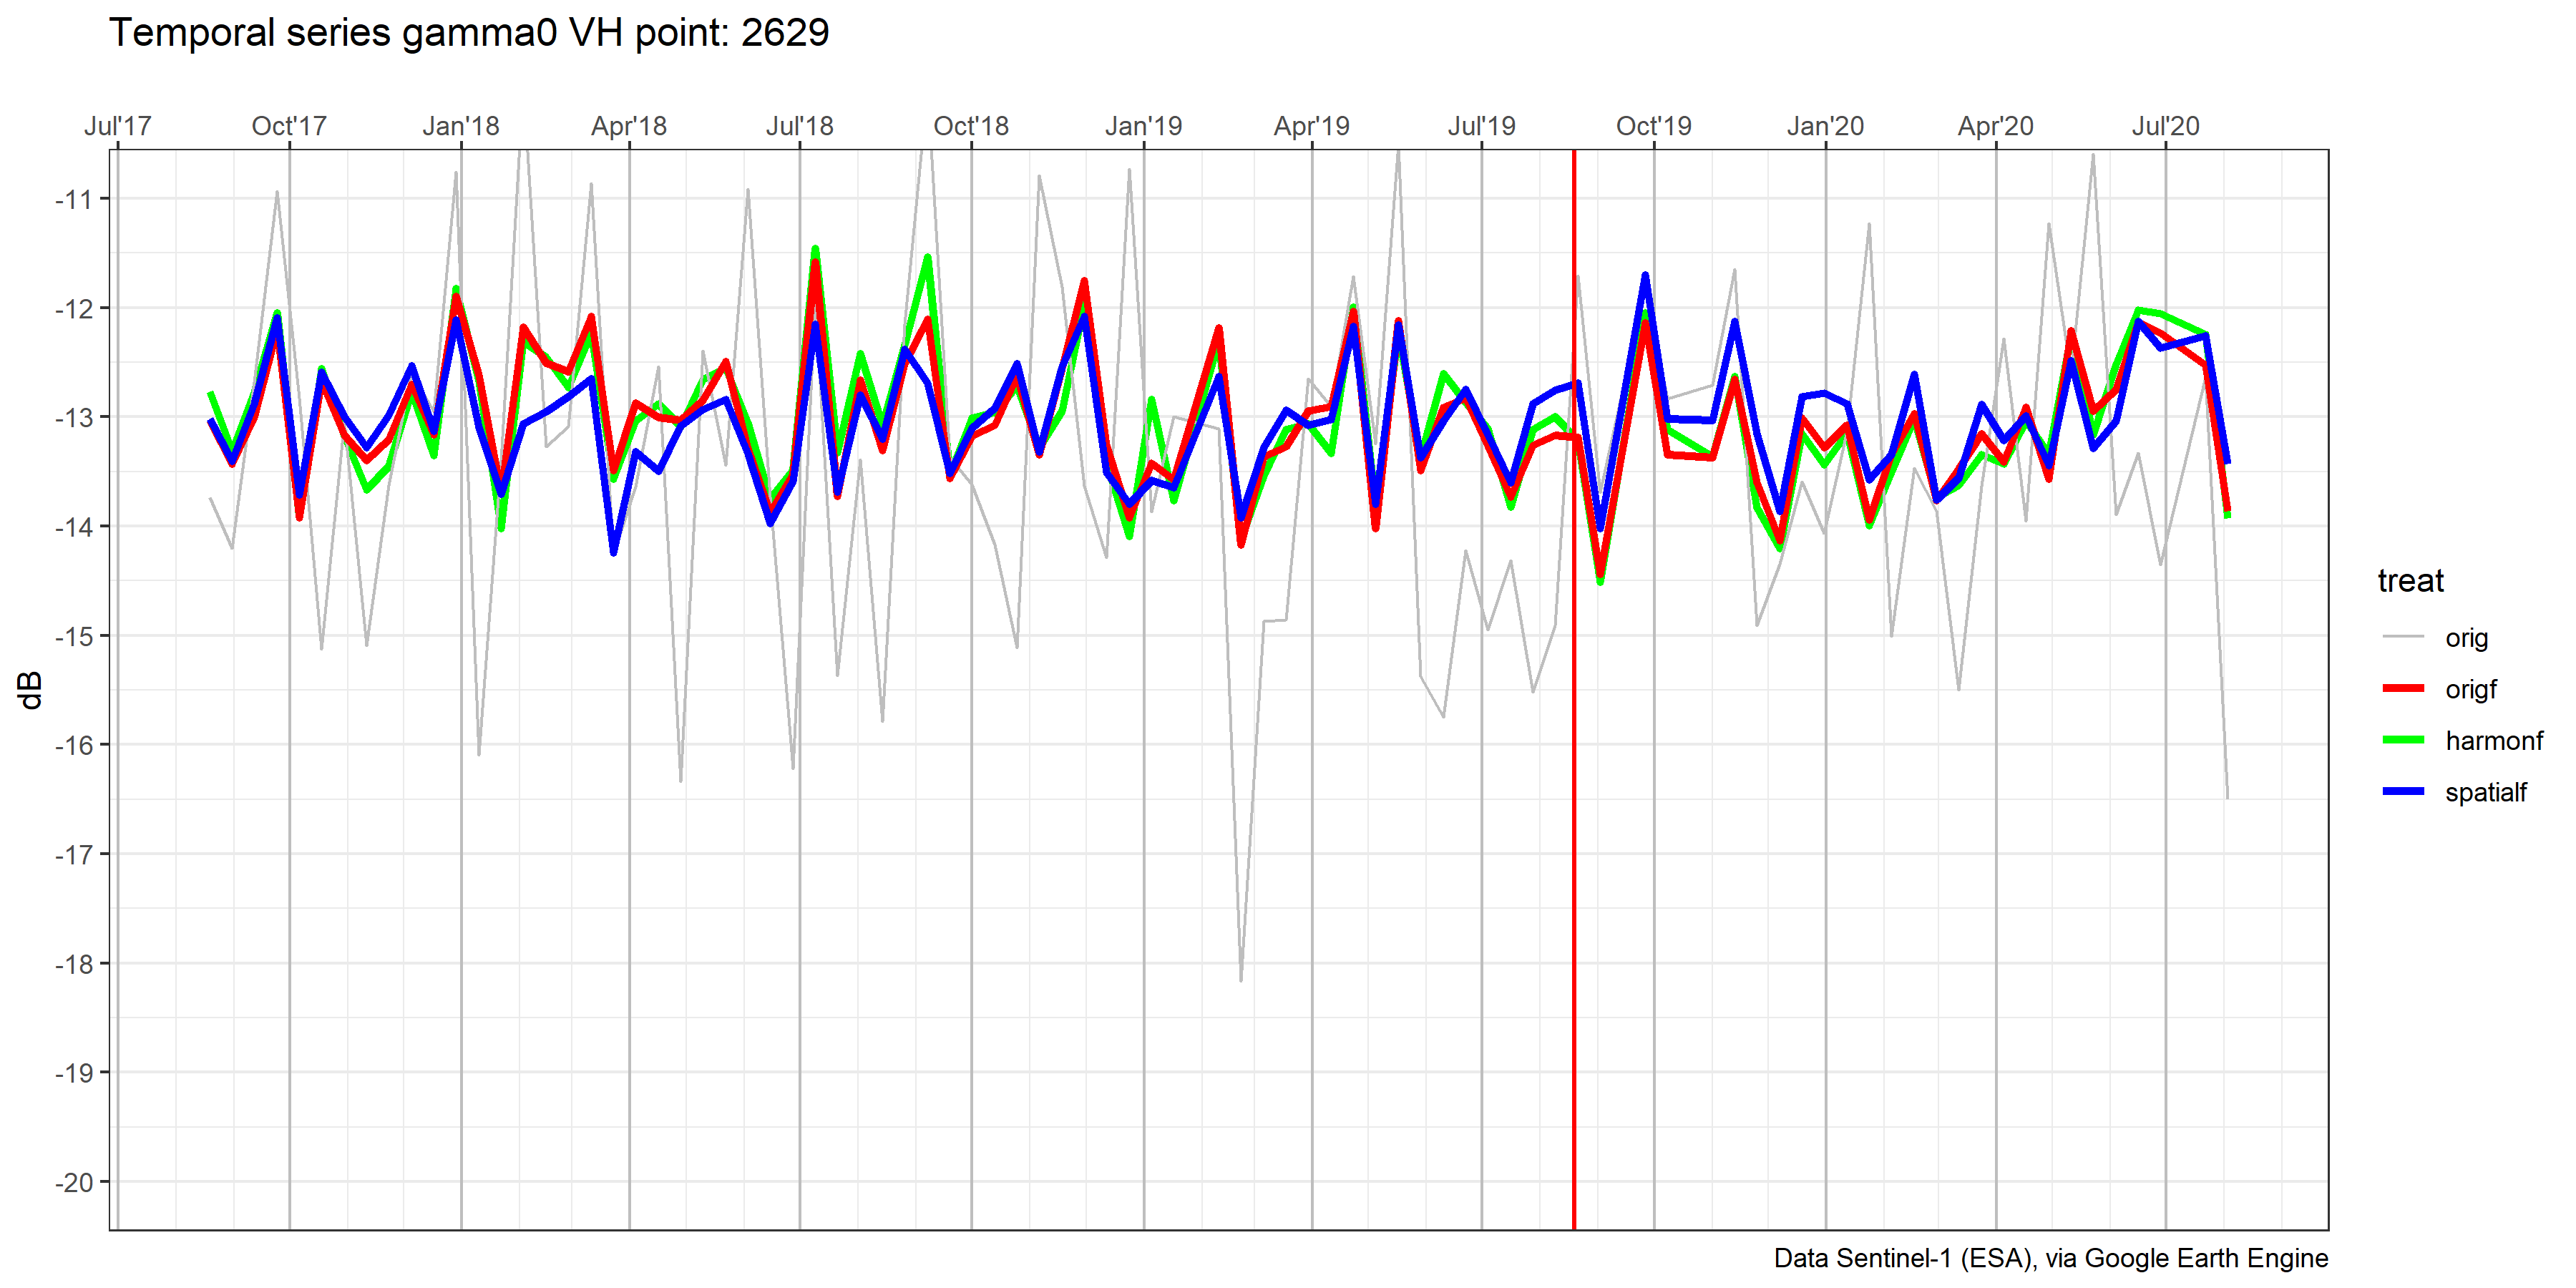 Temporal series gamma0 VH point: 2629
Jul'17 Oct'17 Jan'18 Apr'18 Jul'18 Oct'18 Jan'19 Apr'19 Jul'19 Oct'19 Jan'20 Apr'20 Jul'20
-11
-12
-13
-14
-15
-16
-17
-18
-19
-20
dB
treat
orig
origf
harmonf
spatialf
Data Sentinel-1 (ESA), via Google Earth Engine